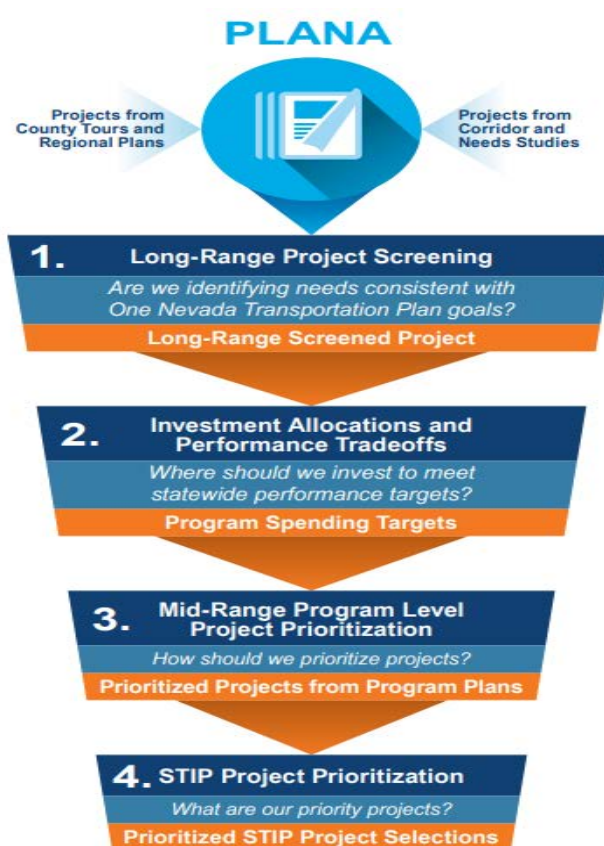 PLANA
Projects from
County Tours and
Regional Plans
Projects from
Corridor and
Needs Studies
1. Long-Range Project Screening
Are we identifying needs consistent with
One Nevada Transportation Plan goals?
Long-Range Screened Project
2. Investment Allocations and
Performance Tradeoffs
Where should we invest to meet
statewide performance targets?
Program Spending Targets
3. Mid-Range Program Level
Project Prioritization
How should we prioritize projects?
Prioritized Projects from Program Plans
4. STIP Project Prioritization
What are our priority projects?
Prioritized STIP Project Selections